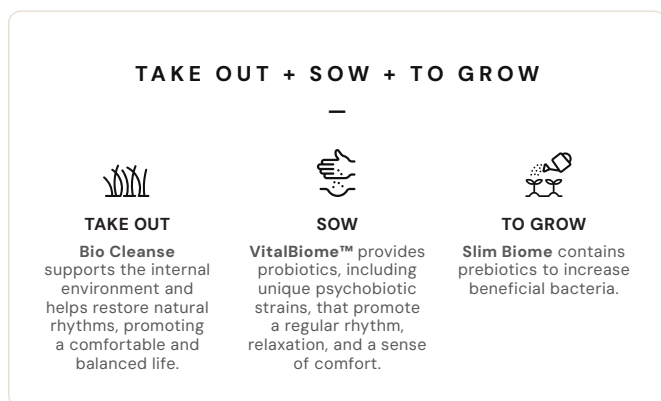 TAKE OUT + SOW + TO GROW
TAKE OUT
Bio Cleanse
supports the internal
environment and
helps restore natural
rhythms, promoting
a comfortable and
balanced life.
SOW
VitalBiome™ provides
probiotics, including
unique psychobiotic
strains, that promote
a regular rhythm,
relaxation, and a sense
of comfort.
TO GROW
Slim Biome contains
prebiotics to increase
beneficial bacteria.